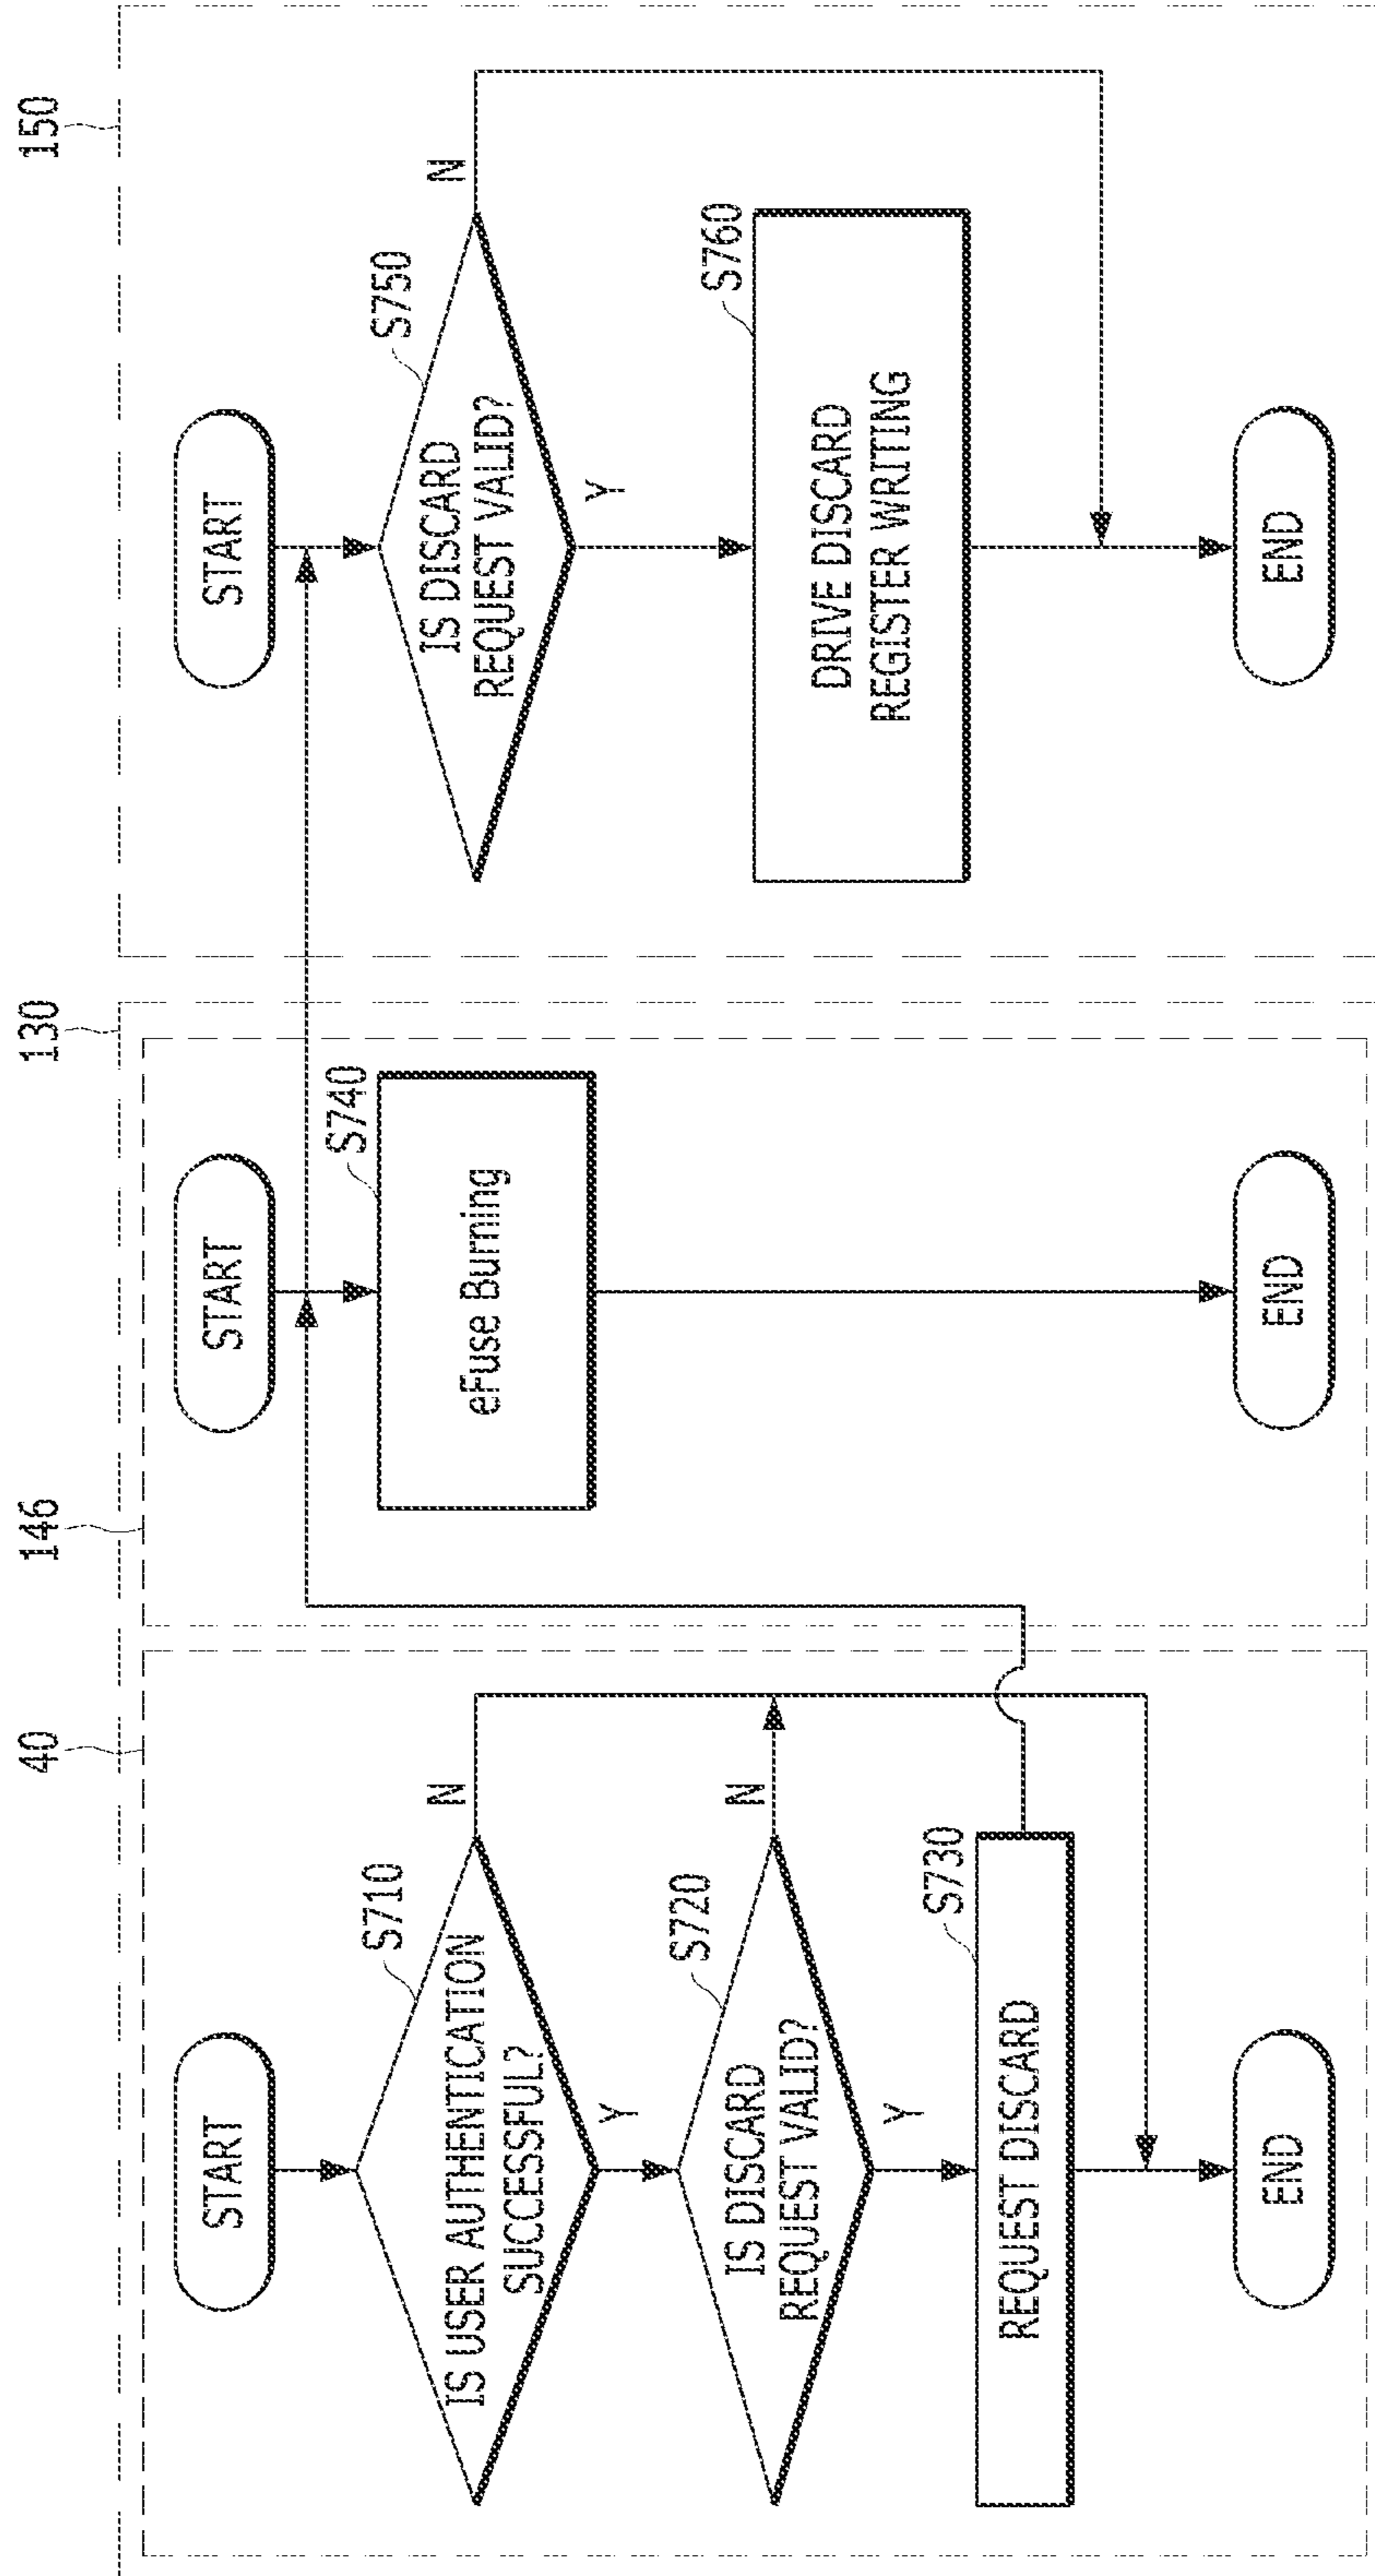 40
146
130
150
START
IS USER AUTHENTICATION
SUCCESSFUL?
S710
N
Y
IS DISCARD
REQUEST VALID?
S720
N
Y
REQUEST DISCARD
S730
END
START
eFuse Burning
S740
END
START
IS DISCARD
REQUEST VALID?
S750
N
Y
DRIVE DISCARD
REGISTER WRITING
S760
END